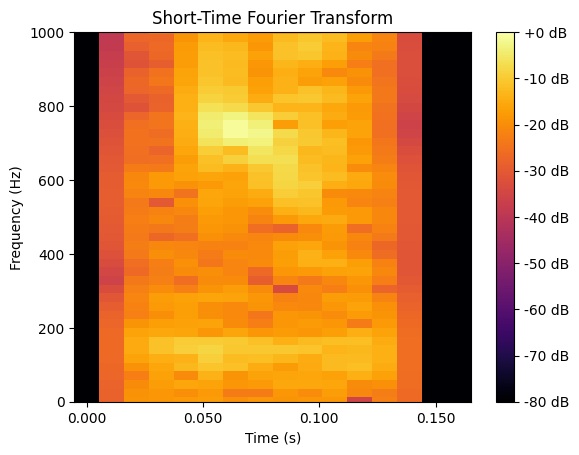 Short-Time Fourier Transform
1000
800
600
400
200
0
Frequency (Hz)
0.000
0.050
0.100
0.150
Time (s)
+0 dB
-10 dB
-20 dB
-30 dB
-40 dB
-50 dB
-60 dB
-70 dB
-80 dB